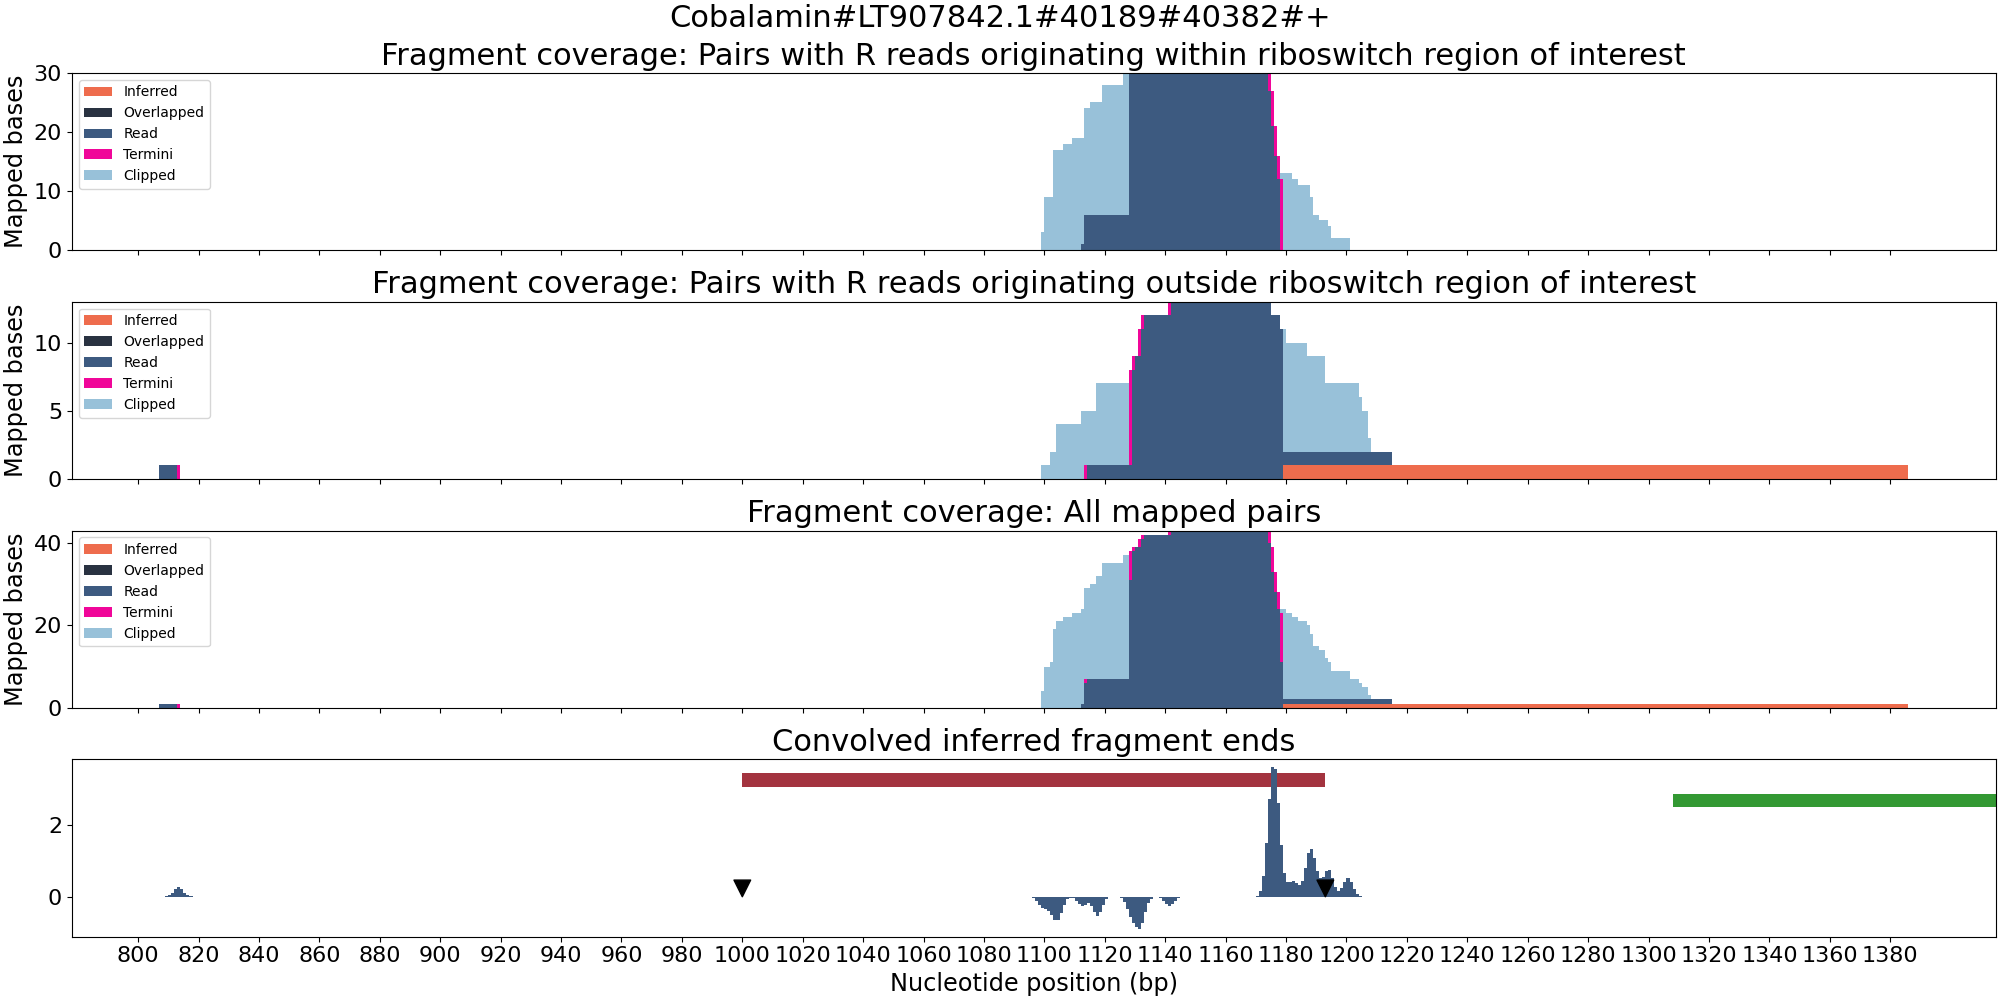 Cobalamin#LT907842.1#40189#40382#+
Fragment coverage: Pairs with R reads originating within riboswitch region of interest
Mapped bases
30
20
10
0
Inferred
Overlapped
Read
Termini
Clipped
Fragment coverage: Pairs with R reads originating outside riboswitch region of interest
Mapped bases
10
5
0
Inferred
Overlapped
Read
Termini
Clipped
Fragment coverage: All mapped pairs
Mapped bases
40
20
0
Inferred
Overlapped
Read
Termini
Clipped
Convolved inferred fragment ends
2
0
800 820 840 860 880 900 920 940 960 980 1000 1020 1040 1060 1080 1100 1120 1140 1160 1180 1200 1220 1240 1260 1280 1300 1320 1340 1360 1380
Nucleotide position (bp)